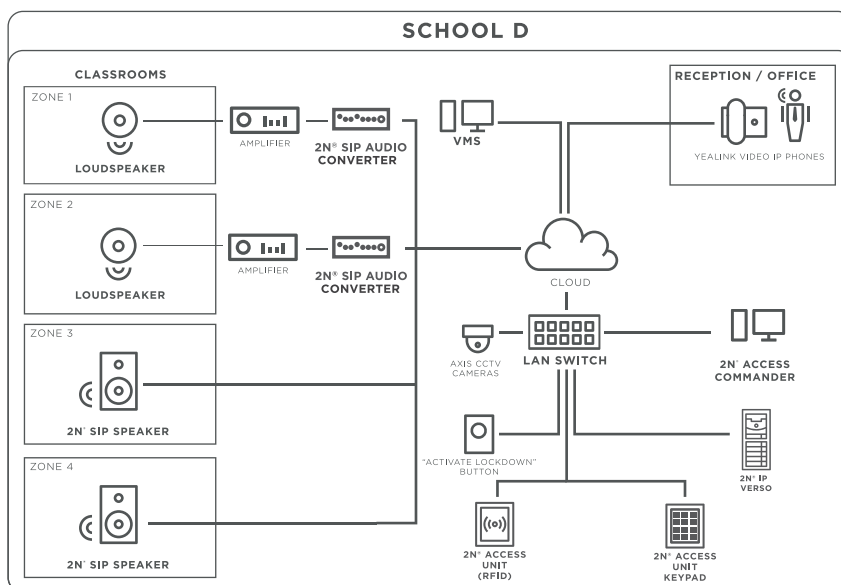 SCHOOL D
CLASSROOMS
ZONE 1
LOUDSPEAKER
AMPLIFIER
2N® SIP AUDIO
CONVERTER
VMS
RECEPTION / OFFICE
YEALINK VIDEO IP PHONES
ZONE 2
LOUDSPEAKER
AMPLIFIER
2N® SIP AUDIO
CONVERTER
CLOUD
ZONE 3
2N® SIP SPEAKER
AXIS CCTV
CAMERAS
LAN SWITCH
2N® ACCESS
COMMANDER
"ACTIVATE LOCKDOWN"
BUTTON
2N® IP
VERSO
ZONE 4
2N® SIP SPEAKER
2N® ACCESS
UNIT
(RFID)
2N® ACCESS
UNIT
KEYPAD